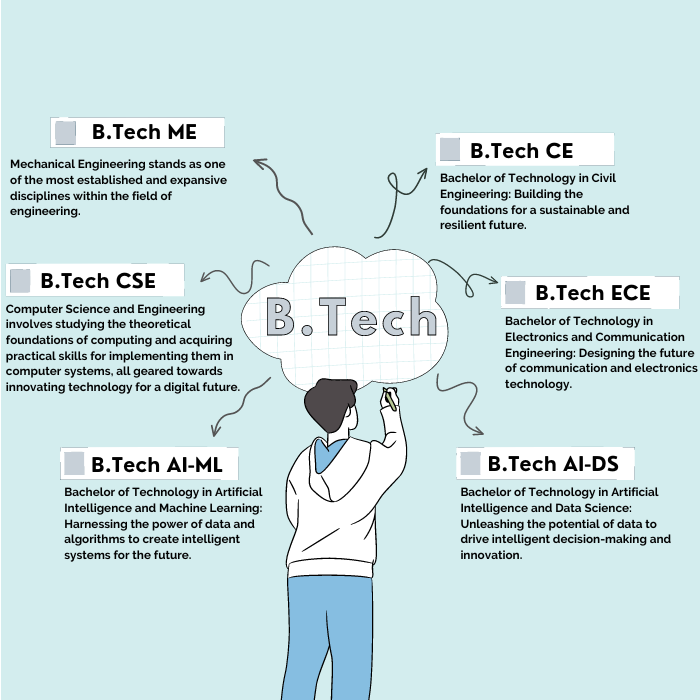 B.Tech ME
Mechanical Engineering stands as one
of the most established and expansive
disciplines within the field of
engineering.
B.Tech CE
Bachelor of Technology in Civil
Engineering: Building the
foundations for a sustainable and
resilient future.
B.Tech CSE
Computer Science and Engineering
involves studying the theoretical
foundations of computing and acquiring
practical skills for implementing them in
computer systems, all geared towards
innovating technology for a digital future.
B.Tech
B.Tech ECE
Bachelor of Technology in
Electronics and Communication
Engineering: Designing the future
of communication and electronics
technology.
B.Tech AI-ML
Bachelor of Technology in Artificial
Intelligence and Machine Learning:
Harnessing the power of data and
algorithms to create intelligent
systems for the future.
B.Tech AI-DS
Bachelor of Technology in Artificial
Intelligence and Data Science:
Unleashing the potential of data to
drive intelligent decision-making and
innovation.